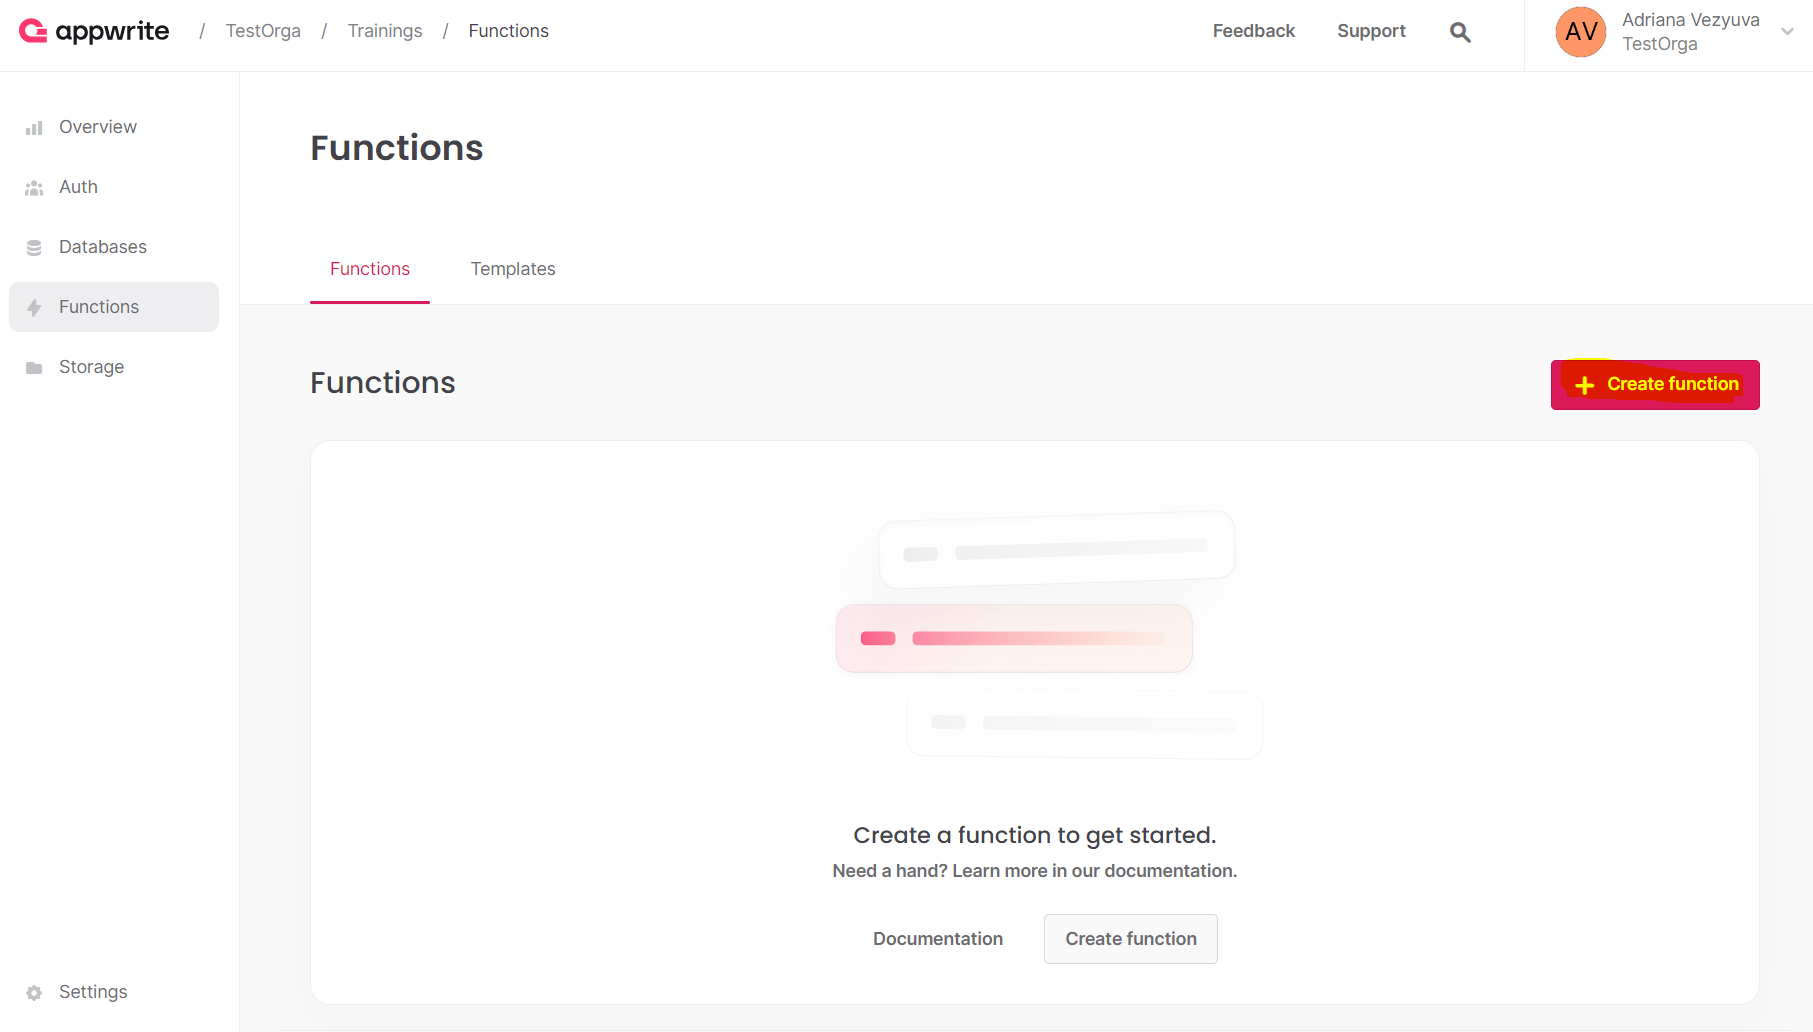 appwrite / TestOrga / Trainings / Functions Feedback Support AV Adriana Vezyuva
TestOrga
Overview
Auth
Databases
Functions
Storage
Settings
Functions
Functions Templates
Functions + Create function
Create a function to get started.
Need a hand? Learn more in our documentation.
Documentation Create function